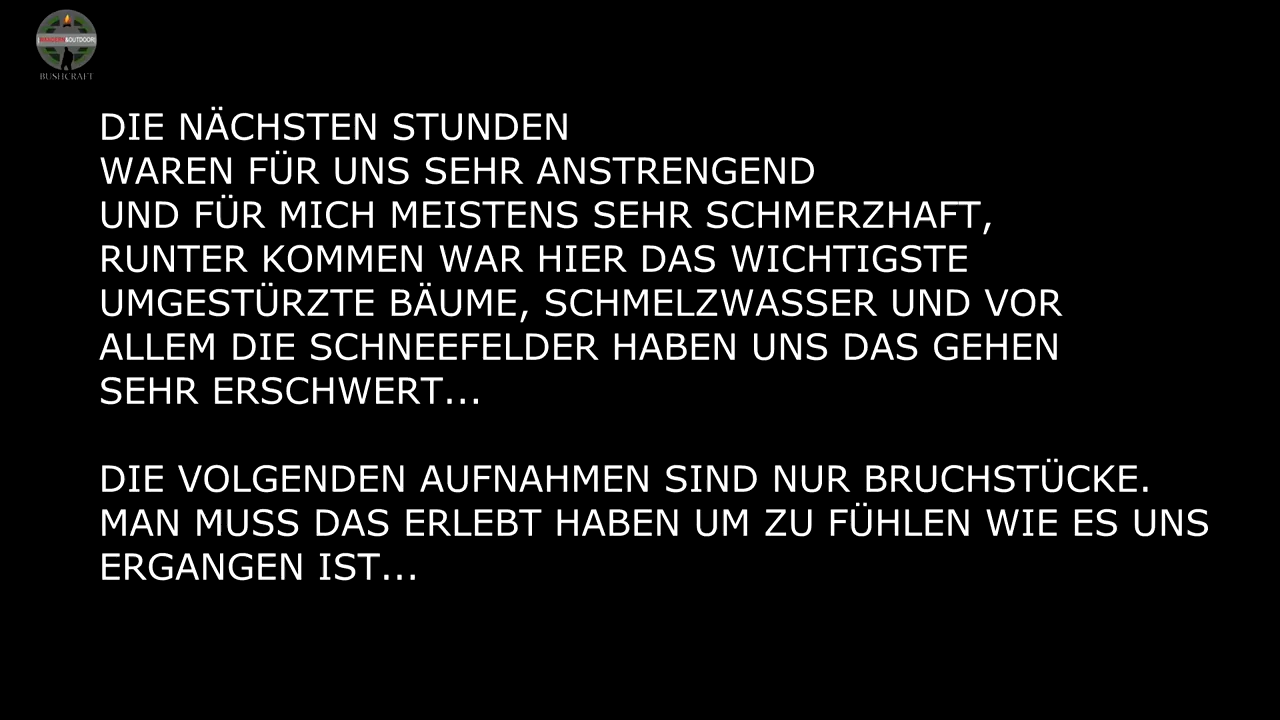 BUSHCRAFT
DIE NÄCHSTEN STUNDEN
WAREN FÜR UNS SEHR ANSTRENGEND
UND FÜR MICH MEISTENS SEHR SCHMERZHAFT,
RUNTER KOMMEN WAR HIER DAS WICHTIGSTE
UMGESTÜRZTE BÄUME, SCHMELZWASSER UND VOR
ALLEM DIE SCHNEEFELDER HABEN UNS DAS GEHEN
SEHR ERSCHWERT...
DIE VOLGENDEN AUFNAHMEN SIND NUR BRUCHSTÜCKE.
MAN MUSS DAS ERLEBT HABEN UM ZU FÜHLEN WIE ES UNS
ERGANGEN IST...